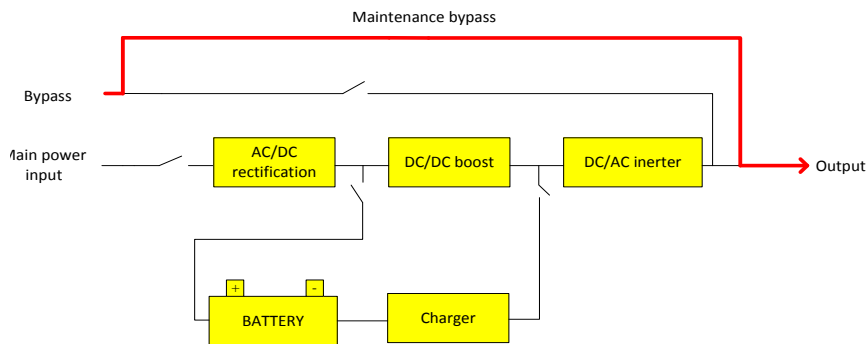 Maintenance bypass
Bypass
Main power
input
AC/DC
rectification
DC/DC boost
DC/AC inerter
Output
+
-
BATTERY
Charger